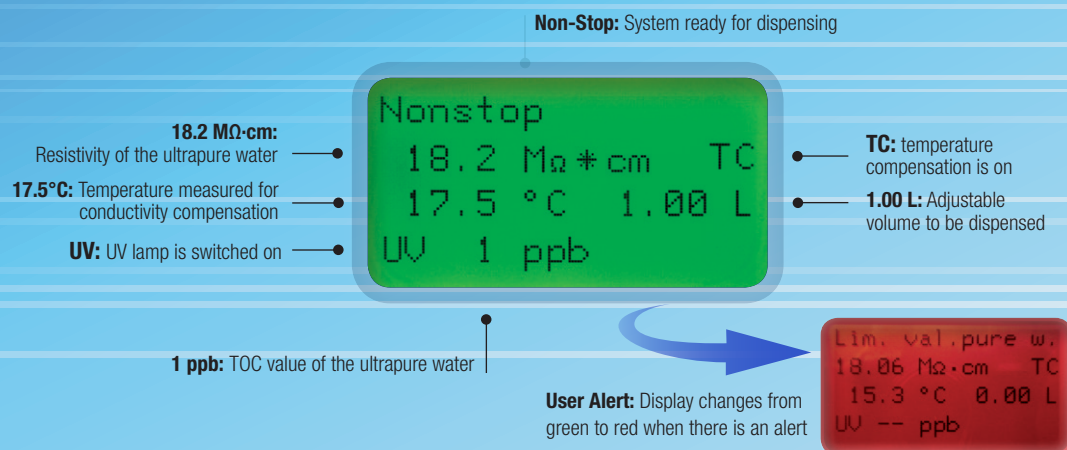 Non-Stop: System ready for dispensing
Nonstop
18.2 MΩ*cm TC
17.5 °C 1.00 L
UV 1 ppb
18.2 MΩ·cm:
Resistivity of the ultrapure water
17.5°C: Temperature measured for
conductivity compensation
UV: UV lamp is switched on
TC: temperature
compensation is on
1.00 L: Adjustable
volume to be dispensed
1 ppb: TOC value of the ultrapure water
User Alert: Display changes from
green to red when there is an alert
Lim. val.pure w.
18.06 MΩ·cm TC
15.3 °C 0.00 L
UV -- ppb